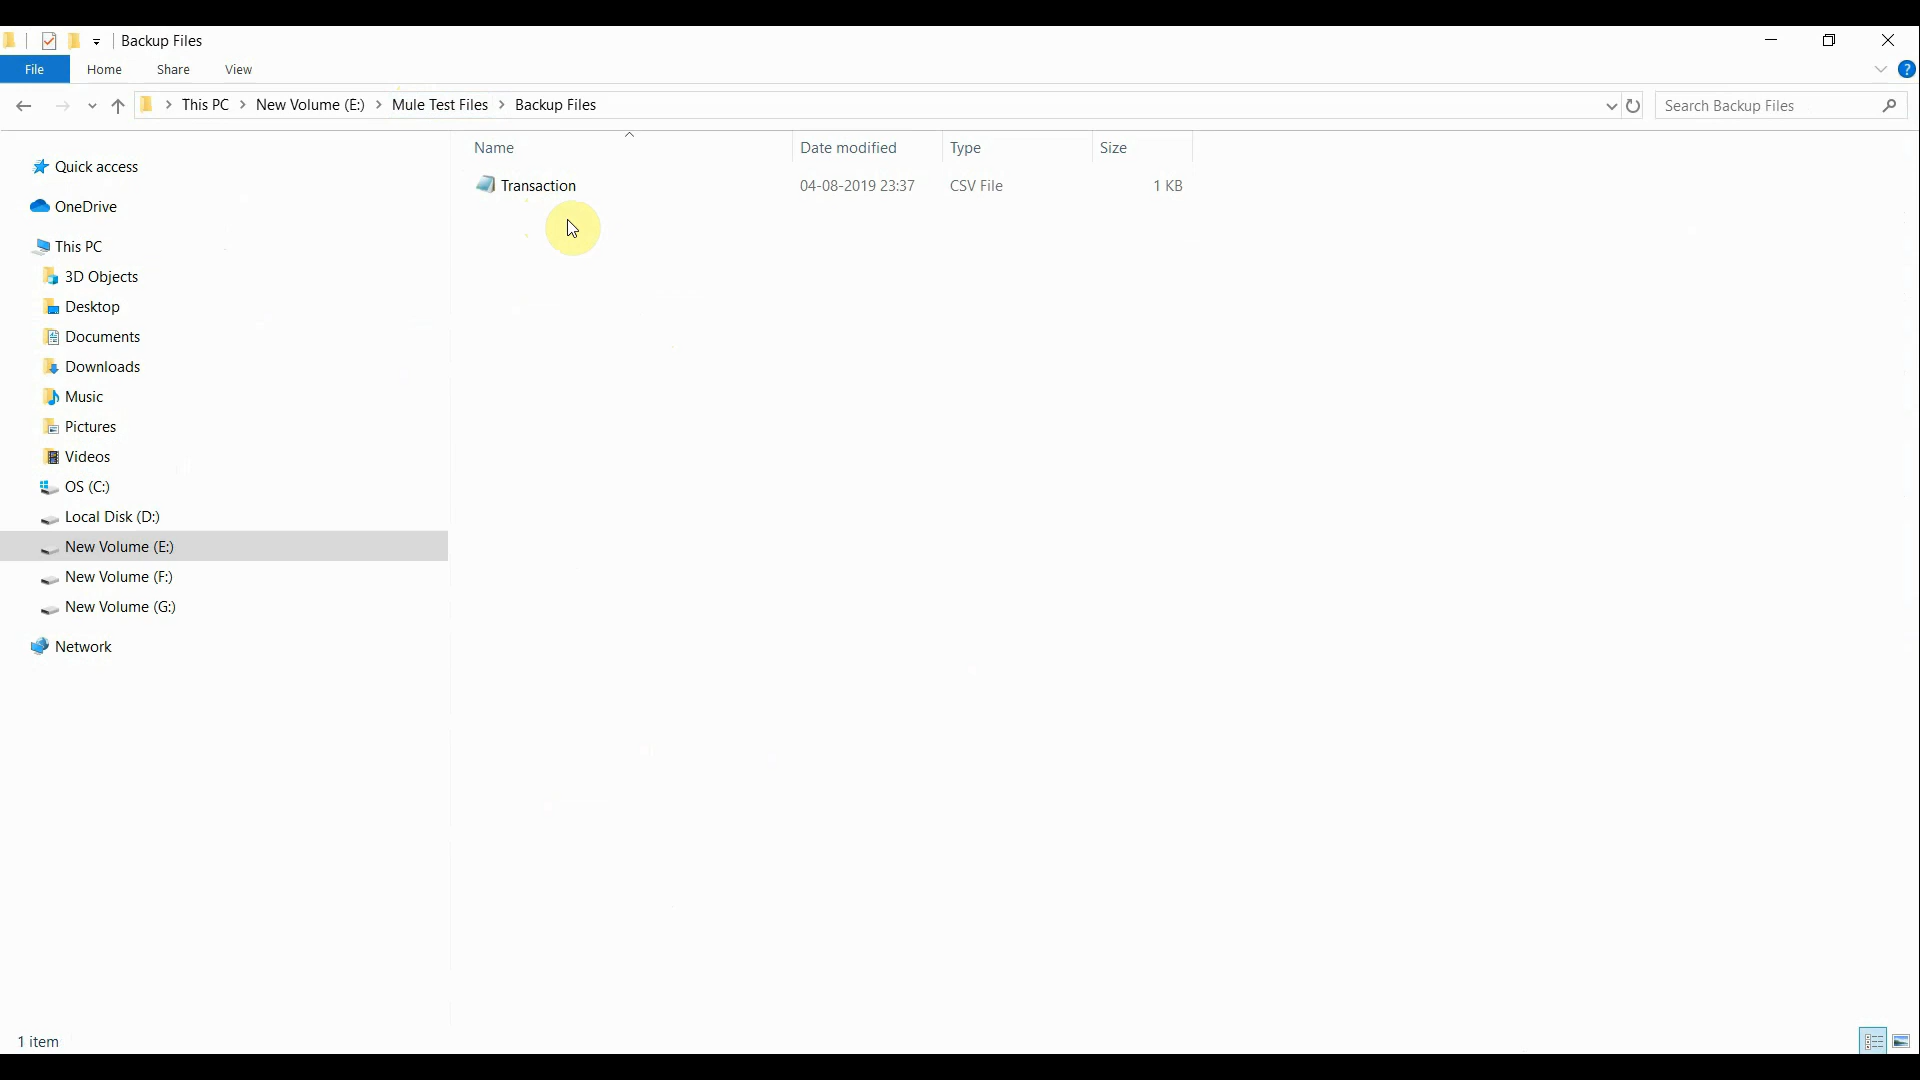 Backup Files
File Home Share View
This PC New Volume (E:) Mule Test Files Backup Files
Search Backup Files
Name Date modified Type Size
Transaction 04-08-2019 23:37 CSV File 1 KB
Quick access
OneDrive
This PC
3D Objects
Desktop
Documents
Downloads
Music
Pictures
Videos
OS (C:)
Local Disk (D:)
New Volume (E:)
New Volume (F:)
New Volume (G:)
Network
1 item